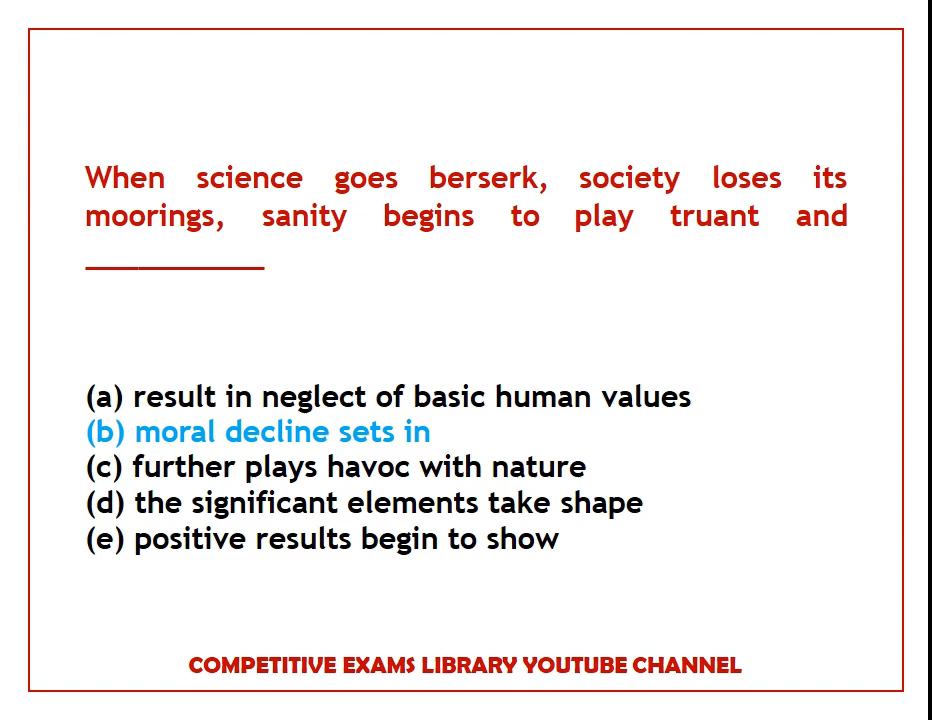 When science goes berserk, society loses its
moorings, sanity begins to play truant and
___________
(a) result in neglect of basic human values
(b) moral decline sets in
(c) further plays havoc with nature
(d) the significant elements take shape
(e) positive results begin to show
COMPETITIVE EXAMS LIBRARY YOUTUBE CHANNEL